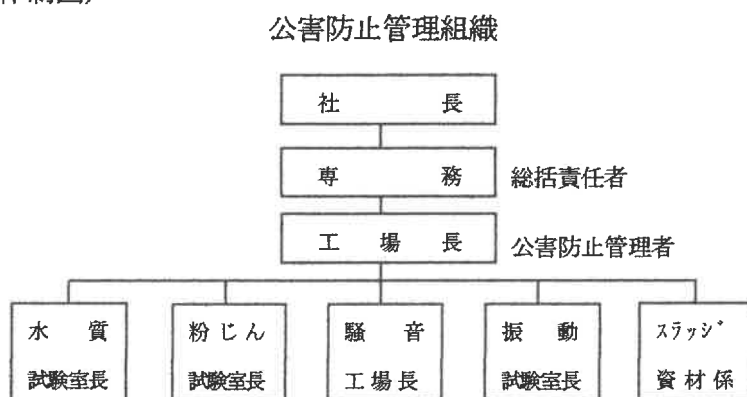 公害防止管理組織
社長
専務 総括責任者
工場長 公害防止管理者
水質 粉じん 騒音 振動 ｽﾗｯｼﾞ
試験室長 試験室長 工場長 試験室長 資材係